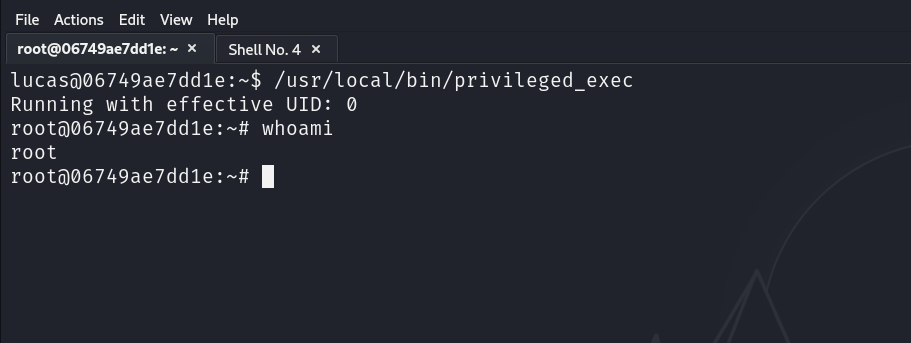 File Actions Edit View Help
root@06749ae7dd1e: ~ × Shell No. 4 ×
lucas@06749ae7dd1e:~$ /usr/local/bin/privileged_exec
Running with effective UID: 0
root@06749ae7dd1e:~# whoami
root
root@06749ae7dd1e:~#